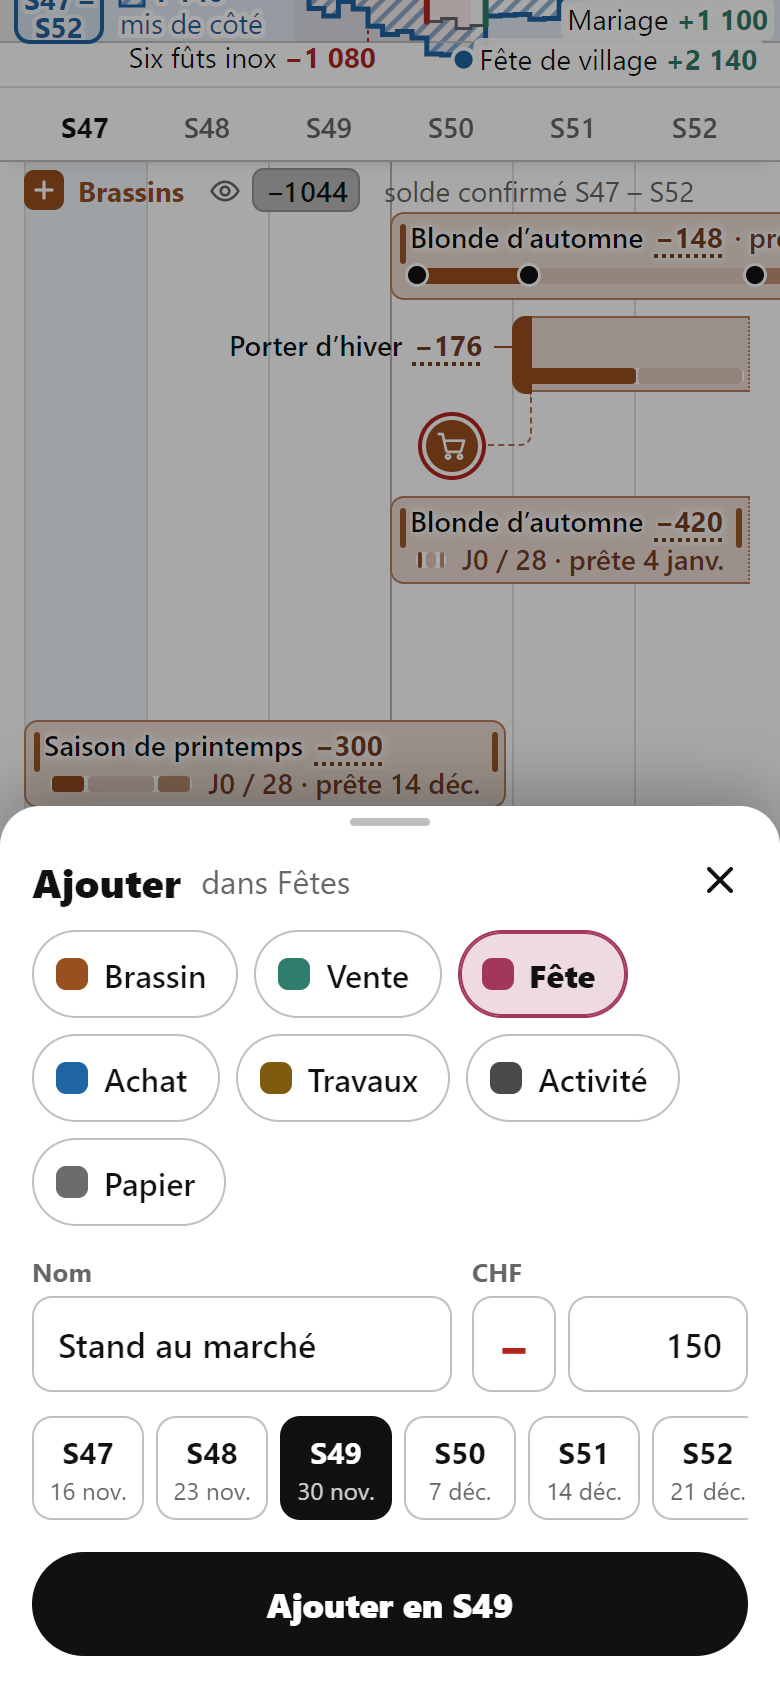 S47 –
S52
mis de côté
Mariage +1 100
Six fûts inox −1 080
Fête de village +2 140
S47 S48 S49 S50 S51 S52
Brassins −1044 solde confirmé S47 – S52
Blonde d’automne −148 · pr
Porter d’hiver −176
Blonde d’automne −420
J0 / 28 · prête 4 janv.
Saison de printemps −300
J0 / 28 · prête 14 déc.
Ajouter dans Fêtes
Brassin Vente Fête
Achat Travaux Activité
Papier
Nom CHF
Stand au marché − 150
S47 S48 S49 S50 S51 S52
16 nov. 23 nov. 30 nov. 7 déc. 14 déc. 21 déc.
Ajouter en S49